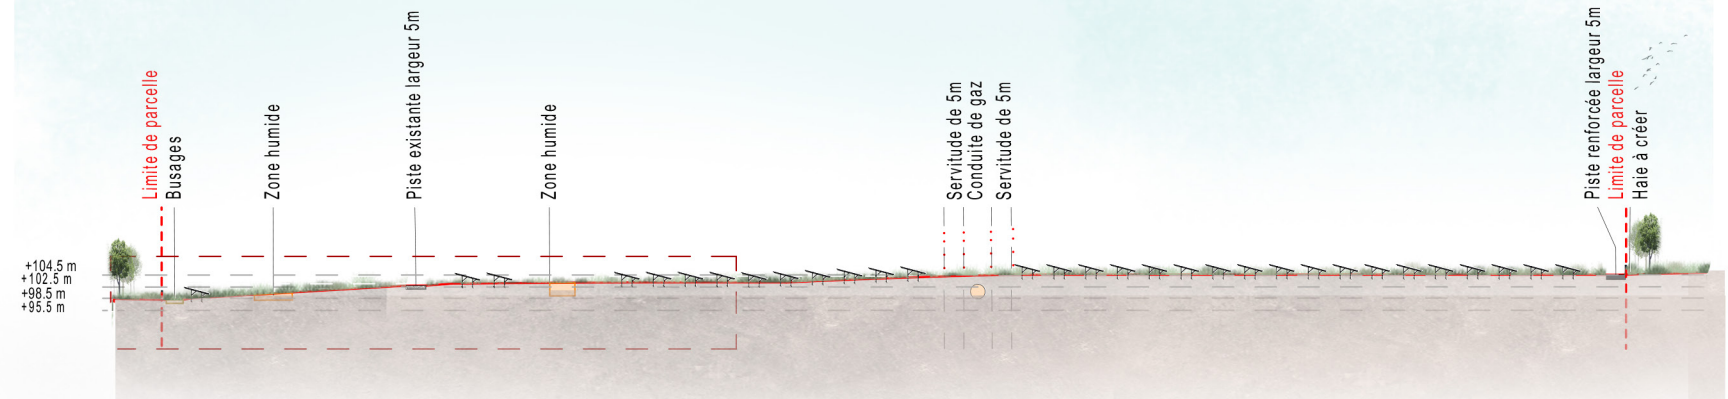 Limite de parcelle
Busages
Zone humide
Piste existante largeur 5m
Zone humide
Servitude de 5m
Conduite de gaz
Servitude de 5m
Piste renforcée largeur 5m
Limite de parcelle
Haie à créer
+104.5 m
+102.5 m
+98.5 m
+95.5 m